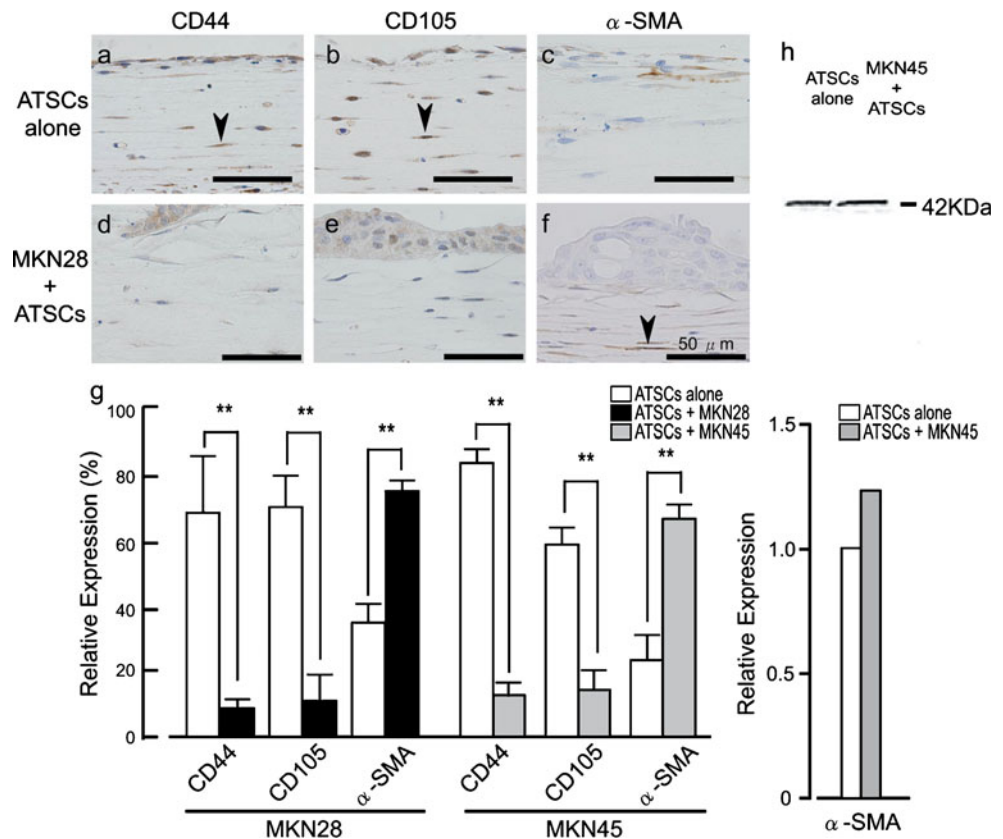 CD44 CD105 α-SMA
a b c h
ATSCs
alone
ATSCs
alone
MKN45
+
ATSCs
d e f
MKN28
+
ATSCs
42KDa
50 μm
g
Relative Expression (%)
100
80
60
40
20
0
** ** ** ** ** **
ATSCs alone
ATSCs + MKN28
ATSCs + MKN45
CD44 CD105 α-SMA CD44 CD105 α-SMA
MKN28 MKN45
Relative Expression
1.5
1.0
0.5
0
ATSCs alone
ATSCs + MKN45
α-SMA